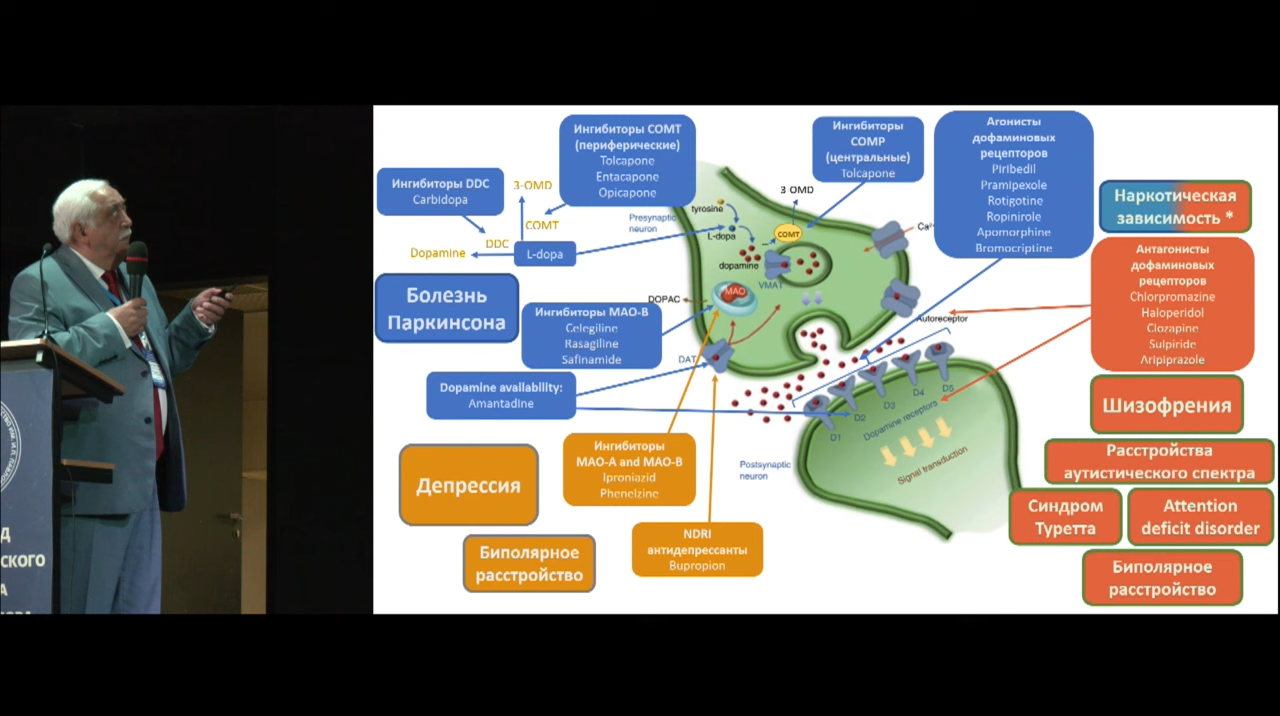 Ингибиторы COMT
(периферические)
Tolcapone
Entacapone
Opicapone
Ингибиторы
COMP
(центральные)
Tolcapone
Агонисты
дофаминовых
рецепторов
Piribedil
Pramipexole
Rotigotine
Ropinirole
Apomorphine
Bromocriptine
Ингибиторы DDC
Carbidopa
3-OMD
COMT
DDC
Dopamine
L-dopa
Presynaptic
neuron
tyrosine
L-dopa
dopamine
3 OMD
COMT
VMAT
MAO
DOPAC
DAT
Ca²⁺
Autoreceptor
Наркотическая
зависимость *
Антагонисты
дофаминовых
рецепторов
Chlorpromazine
Haloperidol
Clozapine
Sulpiride
Aripiprazole
Болезнь
Паркинсона
Ингибиторы MAO-B
Celegiline
Rasagiline
Safinamide
Dopamine availability:
Amantadine
D1
D2
D3
D4
D5
Dopamine receptors
Signal transduction
Postsynaptic
neuron
Шизофрения
Расстройства
аутистического спектра
Синдром
Туретта
Attention
deficit disorder
Биполярное
расстройство
Депрессия
Ингибиторы
MAO-A and MAO-B
Iproniazid
Phenelzine
Биполярное
расстройство
NDRI
антидепрессанты
Bupropion